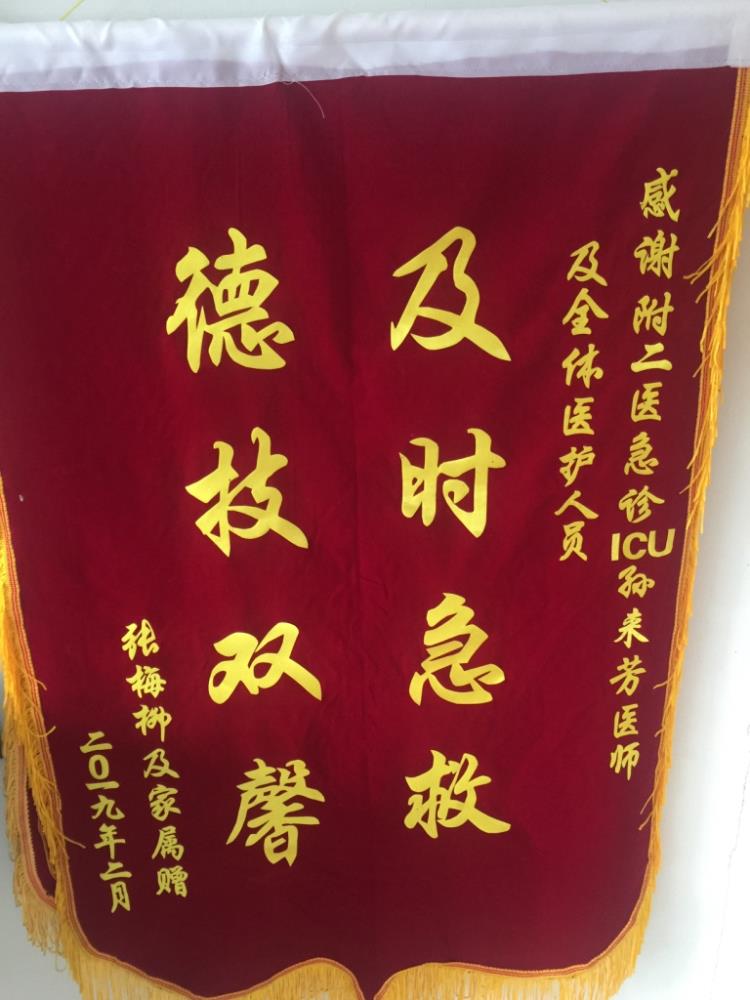 感谢附二医急诊ICU孙来芳医师
及全体医护人员
及时急救
德技双馨
张梅柳及家属赠
二〇一九年二月